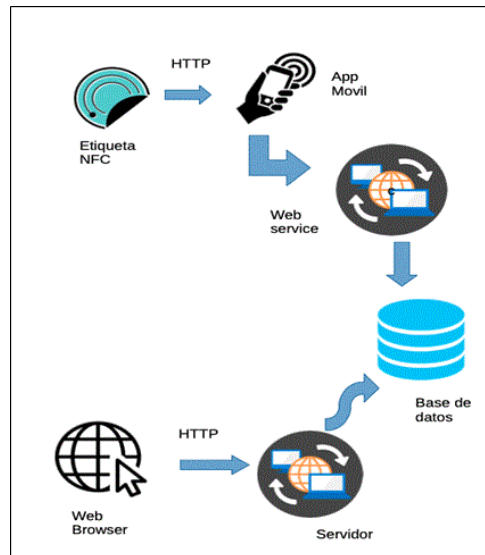 HTTP
App
Movil
Etiqueta
NFC
Web
service
Base de
datos
HTTP
Web
Browser
Servidor